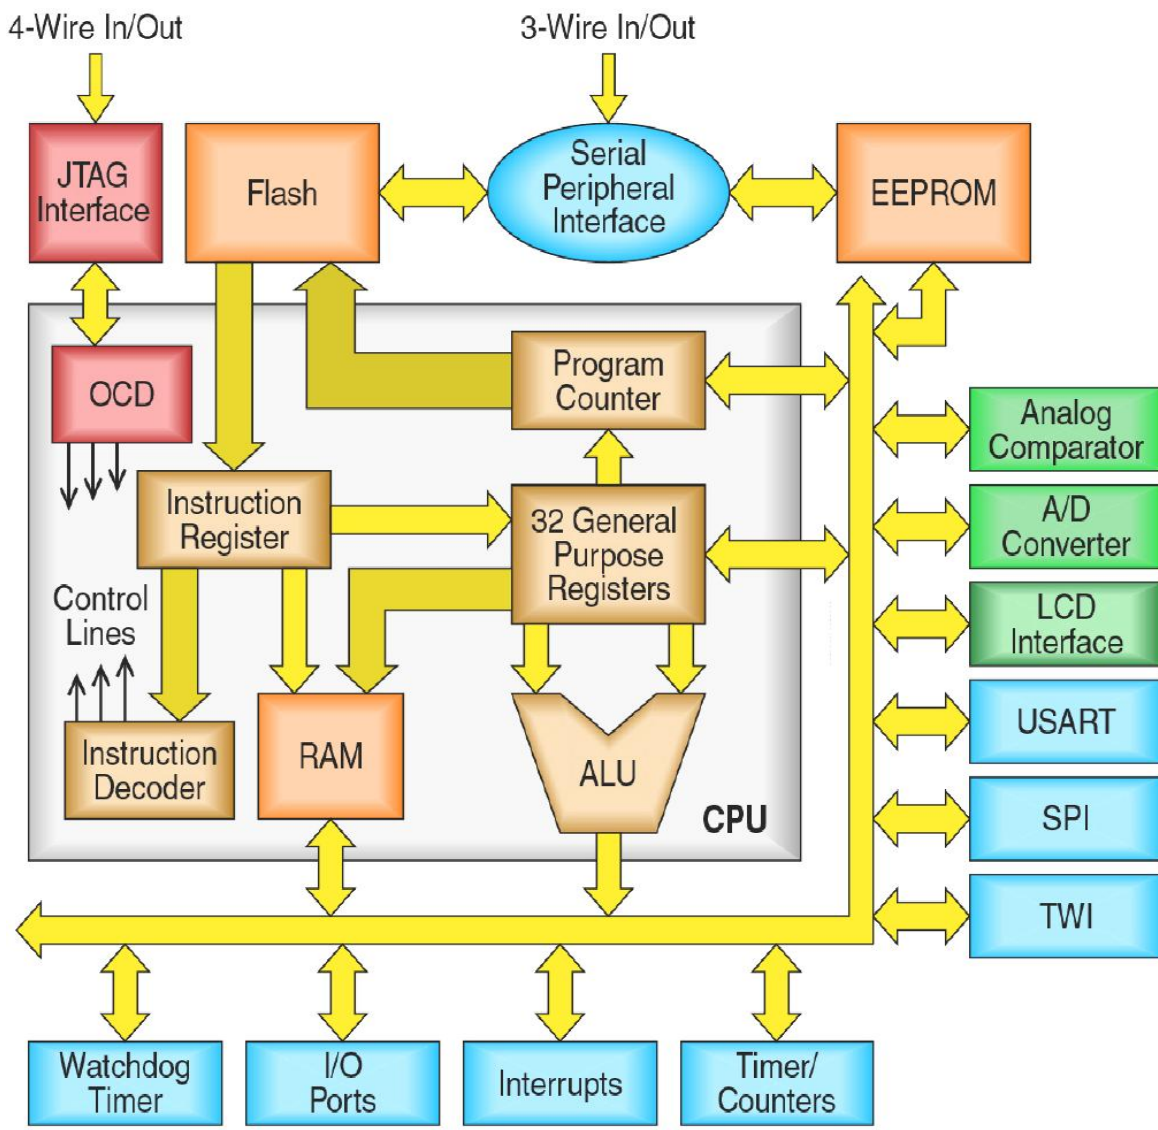 4-Wire In/Out
3-Wire In/Out
JTAG
Interface
Flash
Serial
Peripheral
Interface
EEPROM
OCD
Program
Counter
Analog
Comparator
Instruction
Register
32 General
Purpose
Registers
A/D
Converter
Control
Lines
LCD
Interface
Instruction
Decoder
RAM
ALU
USART
CPU
SPI
TWI
Watchdog
Timer
I/O
Ports
Interrupts
Timer/
Counters